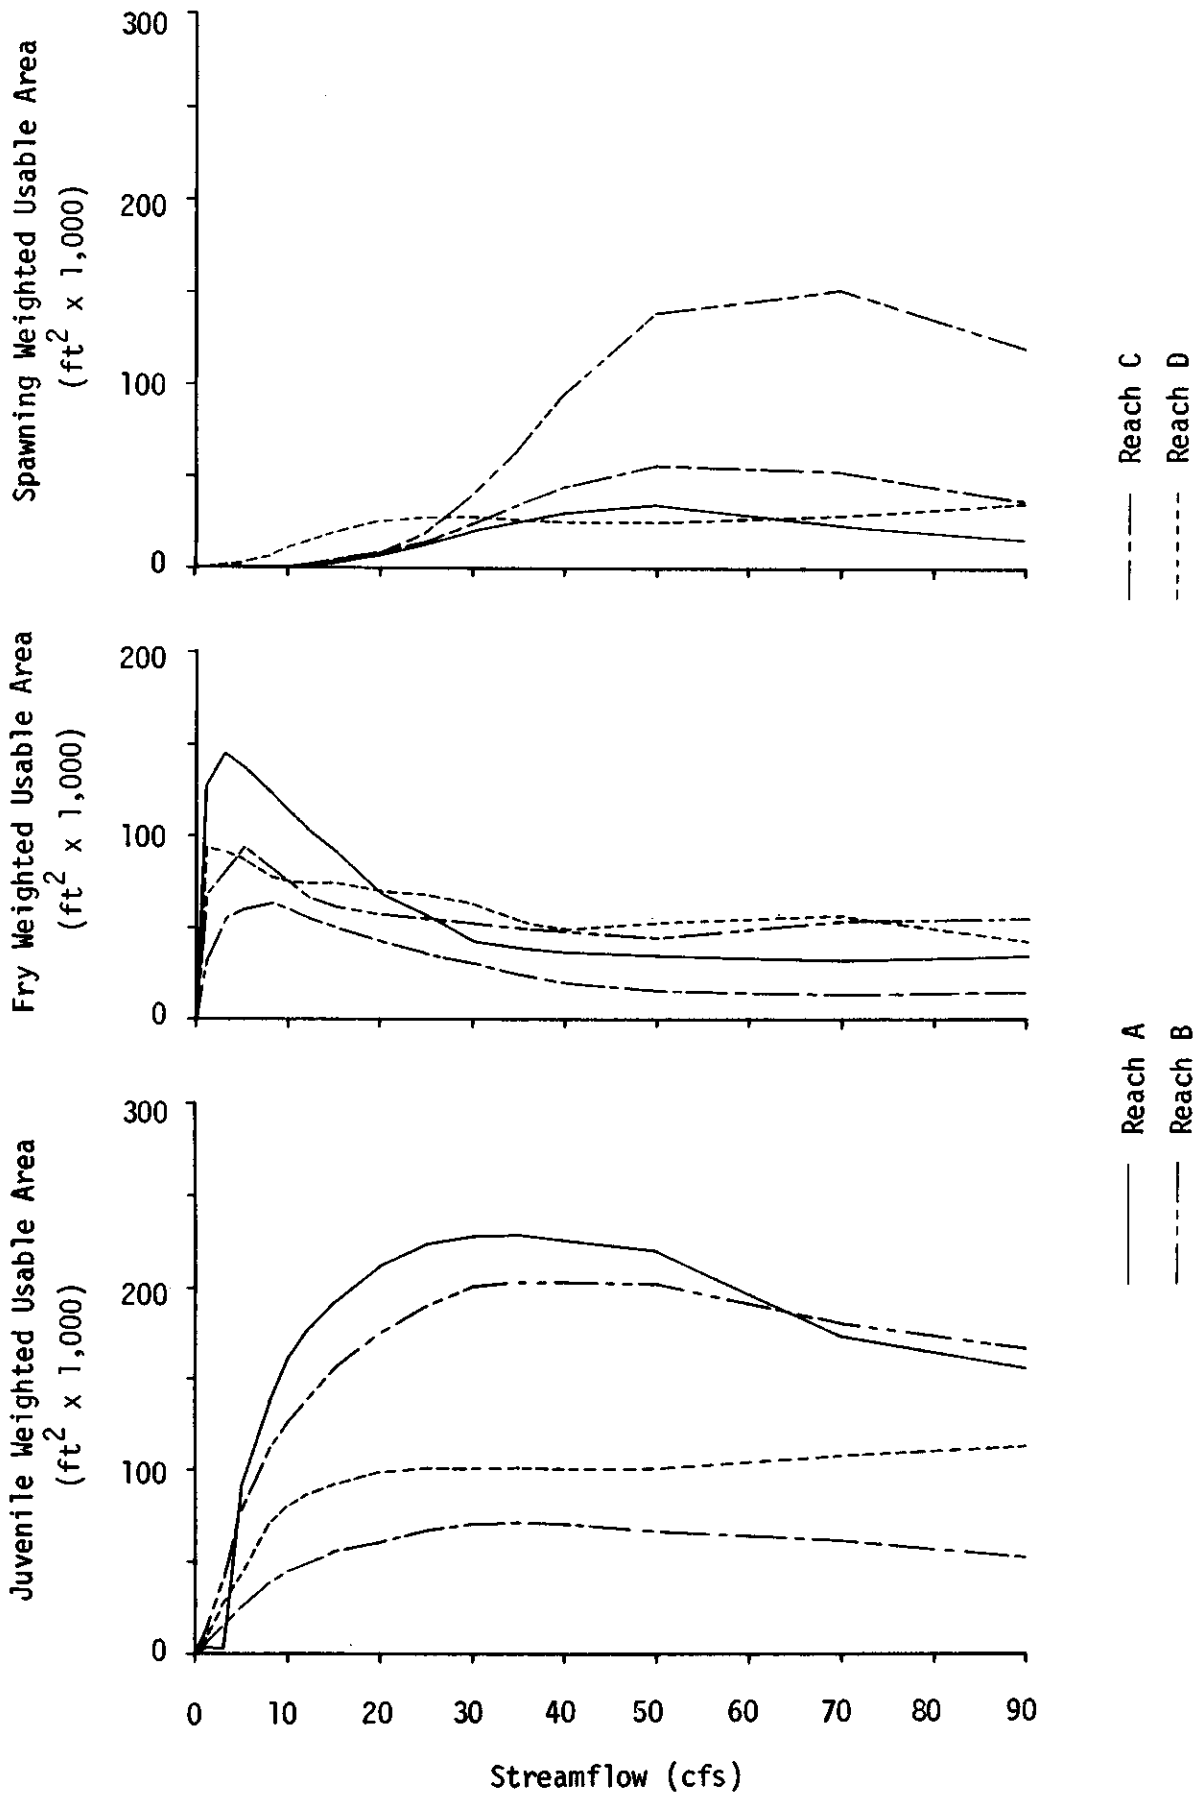 Spawning Weighted Usable Area
(ft² x 1,000)
300
200
100
0
Fry Weighted Usable Area
(ft² x 1,000)
200
100
0
Juvenile Weighted Usable Area
(ft² x 1,000)
300
200
100
0
0 10 20 30 40 50 60 70 80 90
Streamflow (cfs)
Reach A
Reach B
Reach C
Reach D